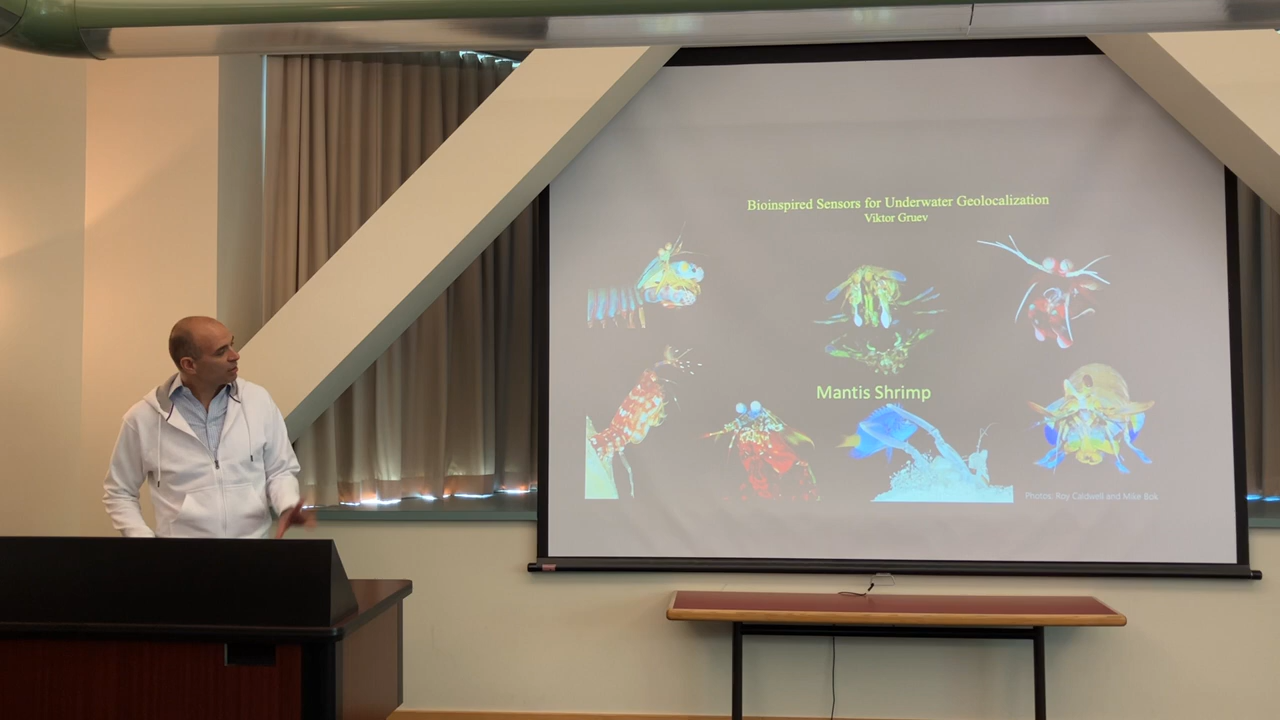 Bioinspired Sensors for Underwater Geolocalization
Viktor Gruev
Mantis Shrimp
Photos: Roy Caldwell and Mike Bok